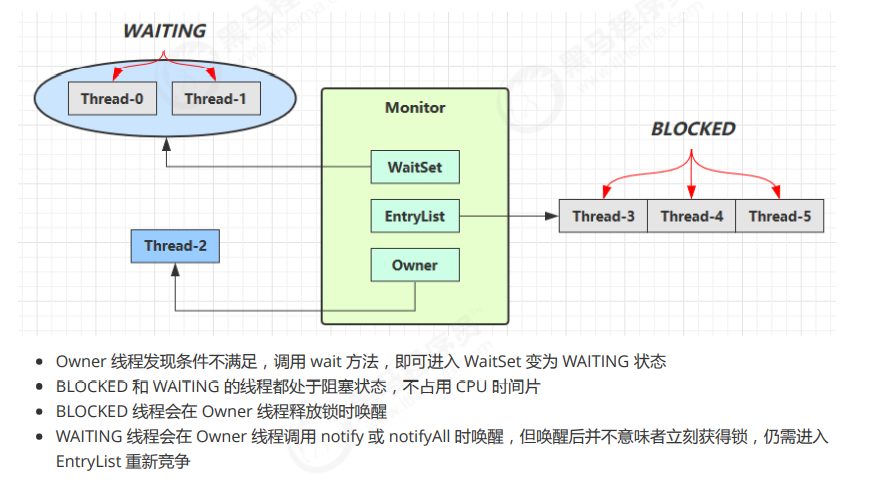 WAITING
Thread-0 Thread-1
Monitor
BLOCKED
WaitSet
EntryList
Thread-3 Thread-4 Thread-5
Thread-2
Owner
Owner 线程发现条件不满足，调用 wait 方法，即可进入 WaitSet 变为 WAITING 状态
BLOCKED 和 WAITING 的线程都处于阻塞状态，不占用 CPU 时间片
BLOCKED 线程会在 Owner 线程释放锁时唤醒
WAITING 线程会在 Owner 线程调用 notify 或 notifyAll 时唤醒，但唤醒后并不意味者立刻获得锁，仍需进入
EntryList 重新竞争